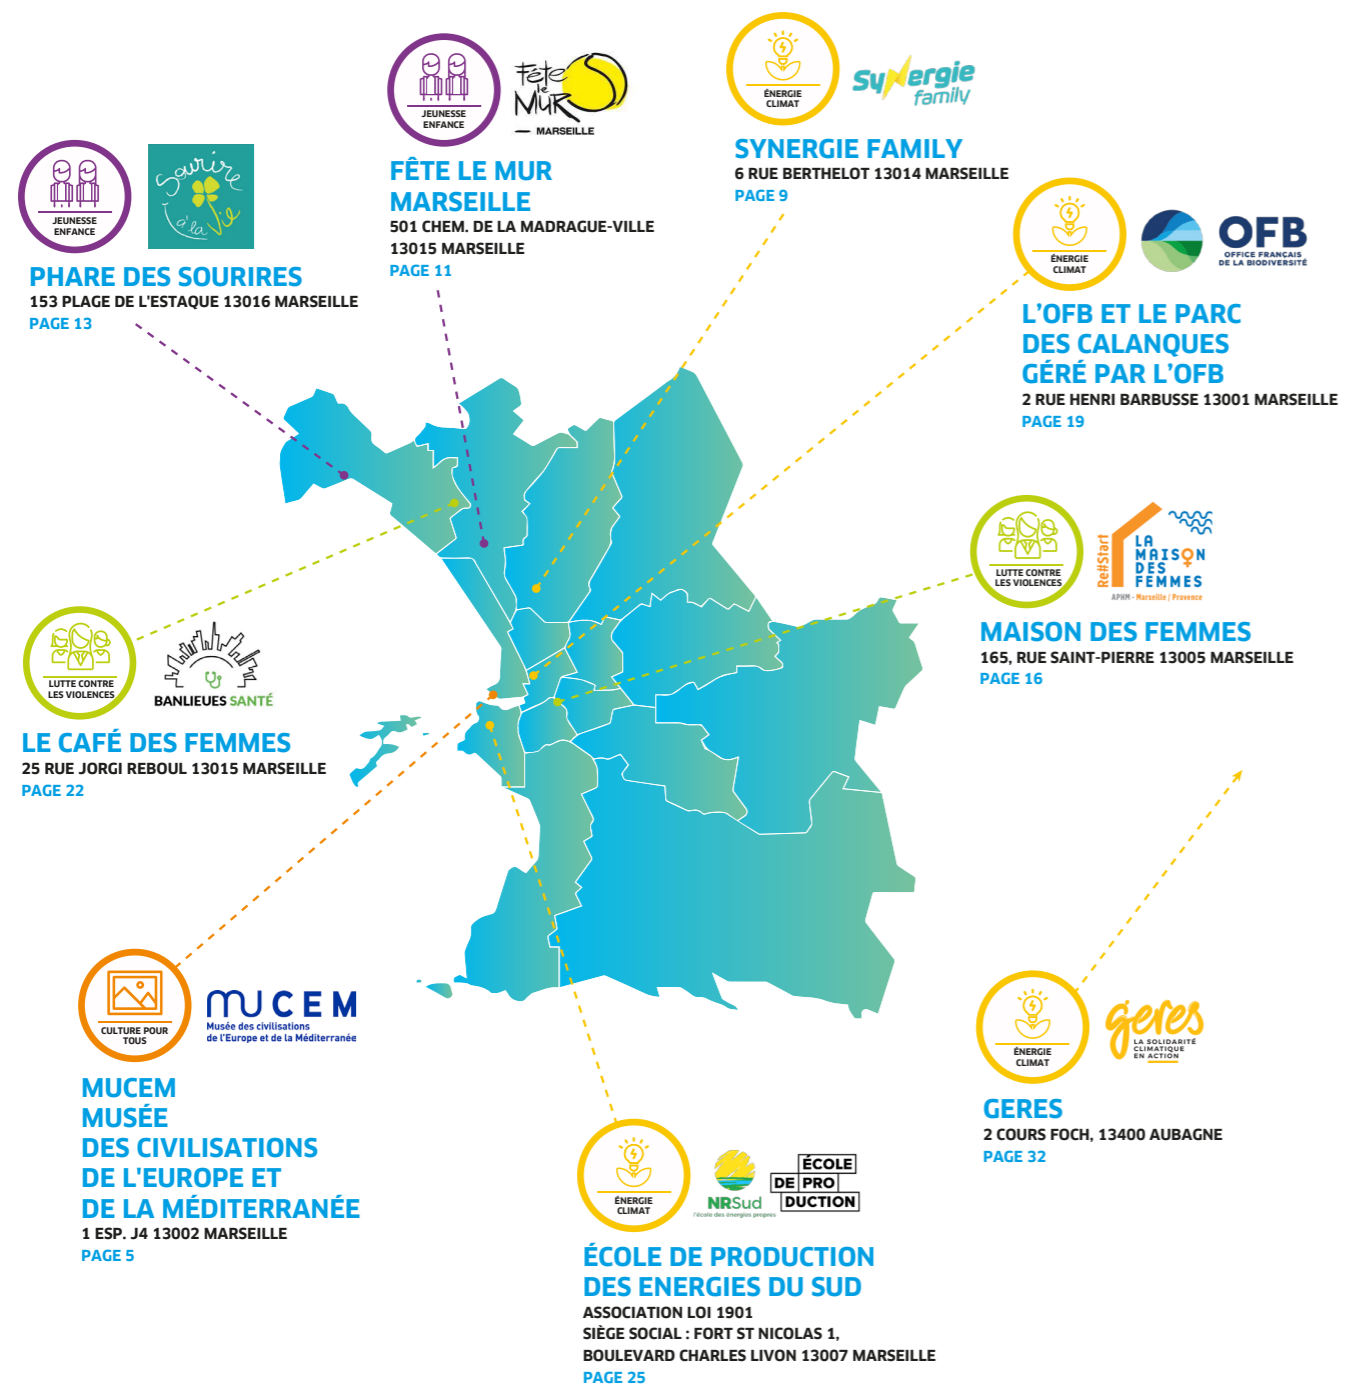 JEUNESSE
ENFANCE
Fête
le
MUR
MARSEILLE
FÊTE LE MUR
MARSEILLE
501 CHEM. DE LA MADRAGUE-VILLE
13015 MARSEILLE
PAGE 11
ÉNERGIE
CLIMAT
Synergie
family
SYNERGIE FAMILY
6 RUE BERTHELOT 13014 MARSEILLE
PAGE 9
JEUNESSE
ENFANCE
Sourire
à la Vie
PHARE DES SOURIRES
153 PLAGE DE L'ESTAQUE 13016 MARSEILLE
PAGE 13
ÉNERGIE
CLIMAT
OFB
OFFICE FRANÇAIS
DE LA BIODIVERSITÉ
L'OFB ET LE PARC
DES CALANQUES
GÉRÉ PAR L'OFB
2 RUE HENRI BARBUSSE 13001 MARSEILLE
PAGE 19
LUTTE CONTRE
LES VIOLENCES
Re#Start
LA
MAISON
DES
FEMMES
APHM - Marseille / Provence
MAISON DES FEMMES
165, RUE SAINT-PIERRE 13005 MARSEILLE
PAGE 16
LUTTE CONTRE
LES VIOLENCES
BANLIEUES SANTÉ
LE CAFÉ DES FEMMES
25 RUE JORGI REBOUL 13015 MARSEILLE
PAGE 22
CULTURE POUR
TOUS
MUCEM
Musée des civilisations
de l'Europe et de la Méditerranée
MUCEM
MUSÉE
DES CIVILISATIONS
DE L'EUROPE ET
DE LA MÉDITERRANÉE
1 ESP. J4 13002 MARSEILLE
PAGE 5
ÉNERGIE
CLIMAT
geres
LA SOLIDARITÉ
CLIMATIQUE
EN ACTION
GERES
2 COURS FOCH, 13400 AUBAGNE
PAGE 32
ÉNERGIE
CLIMAT
NRSud
l'école des énergies propres
ÉCOLE
DE PRO
DUCTION
ÉCOLE DE PRODUCTION
DES ENERGIES DU SUD
ASSOCIATION LOI 1901
SIÈGE SOCIAL : FORT ST NICOLAS 1,
BOULEVARD CHARLES LIVON 13007 MARSEILLE
PAGE 25